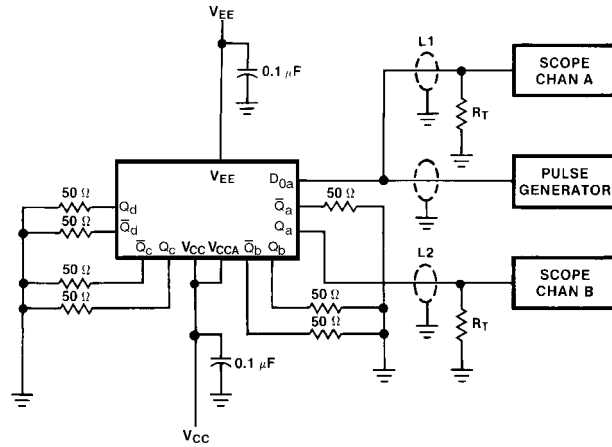 VEE
0.1 μF
L1
SCOPE
CHAN A
RT
VEE
D0a
PULSE
GENERATOR
50 Ω
Qd
50 Ω
Q̅d
50 Ω
Q̅a
Qa
Q̅c Qc VCC VCCA Q̅b Qb
50 Ω
50 Ω
L2
SCOPE
CHAN B
50 Ω
50 Ω
RT
0.1 μF
VCC